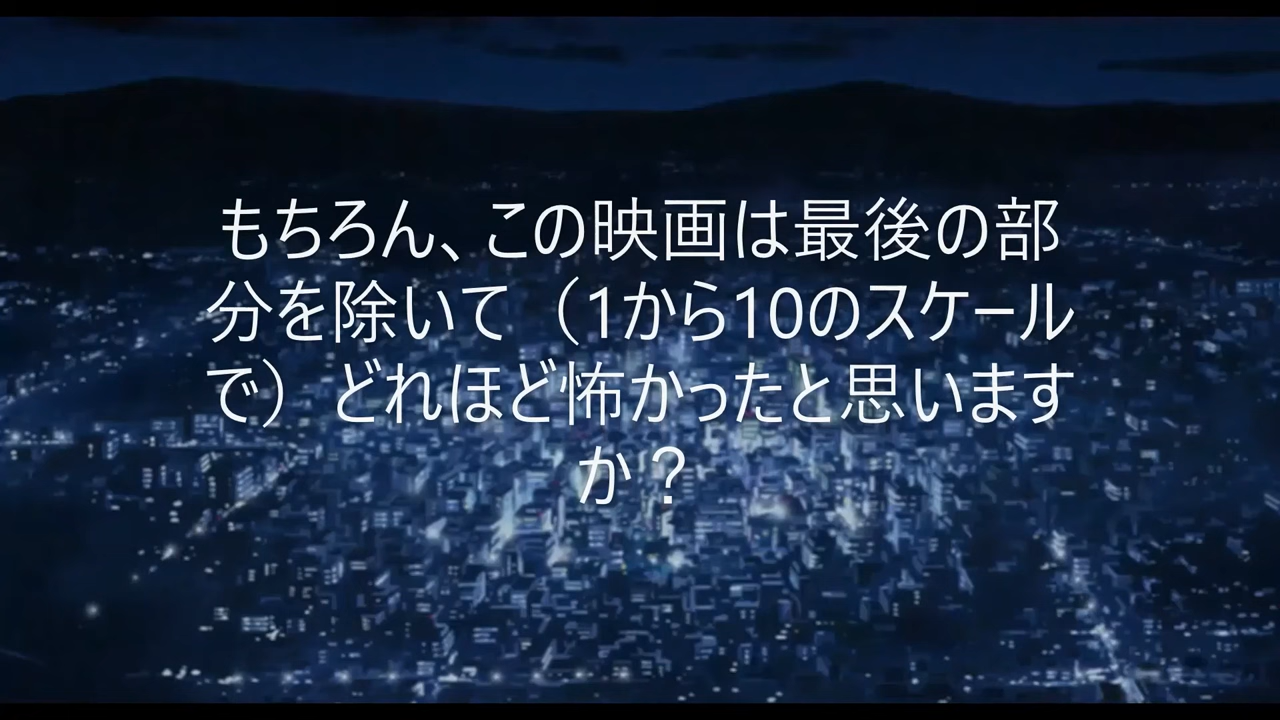 もちろん、この映画は最後の部
分を除いて（1から10のスケール
で）どれほど怖かったと思います
か？